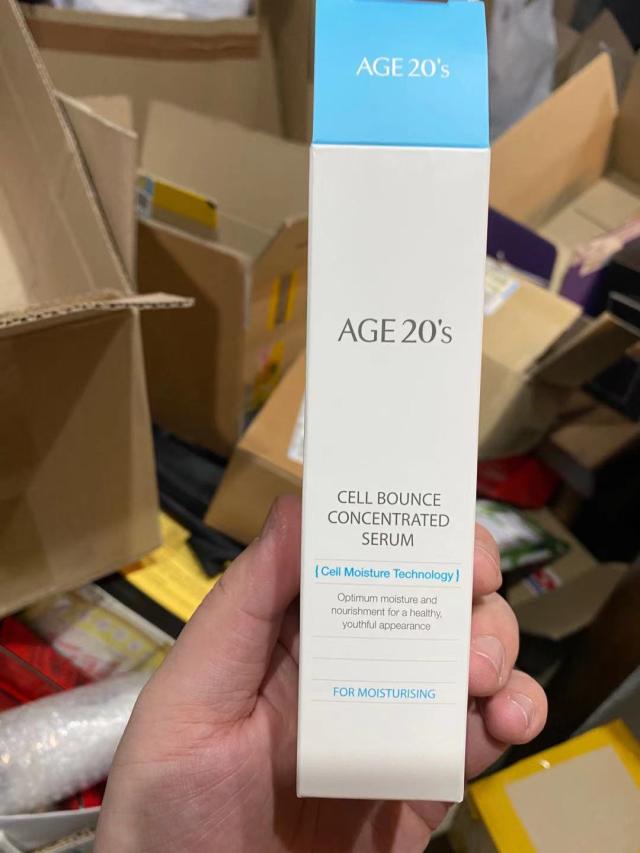 AGE 20's
AGE 20's
CELL BOUNCE
CONCENTRATED
SERUM
{Cell Moisture Technology}
Optimum moisture and
nourishment for a healthy,
youthful appearance
FOR MOISTURISING